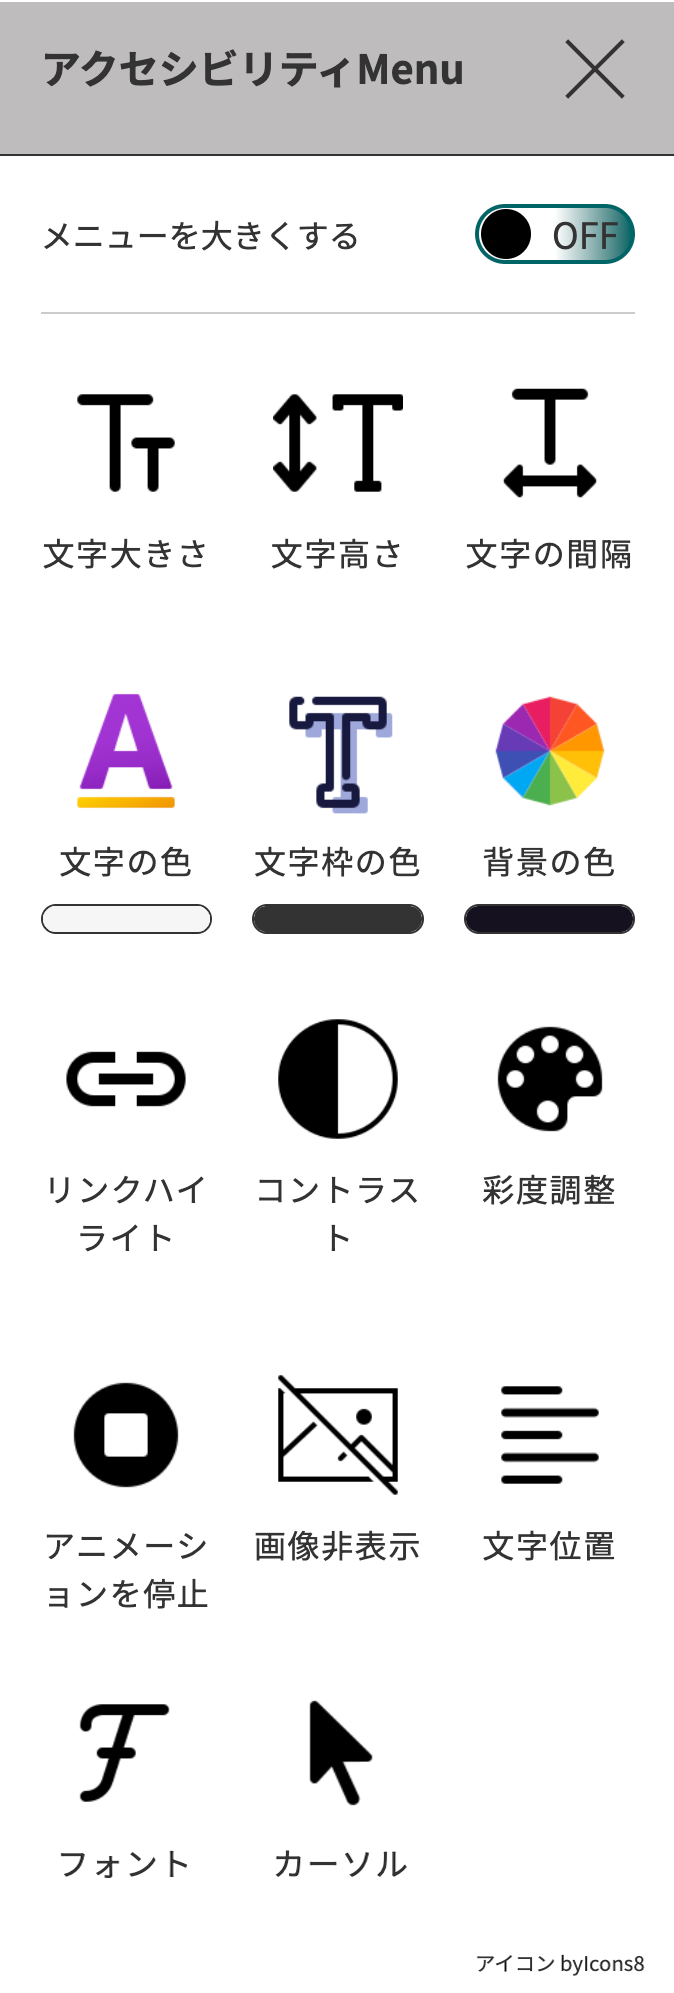 アクセシビリティMenu
メニューを大きくする
OFF
文字大きさ
文字高さ
文字の間隔
文字の色
文字枠の色
背景の色
リンクハイ
ライト
コントラス
ト
彩度調整
アニメーシ
ョンを停止
画像非表示
文字位置
フォント
カーソル
アイコン byIcons8